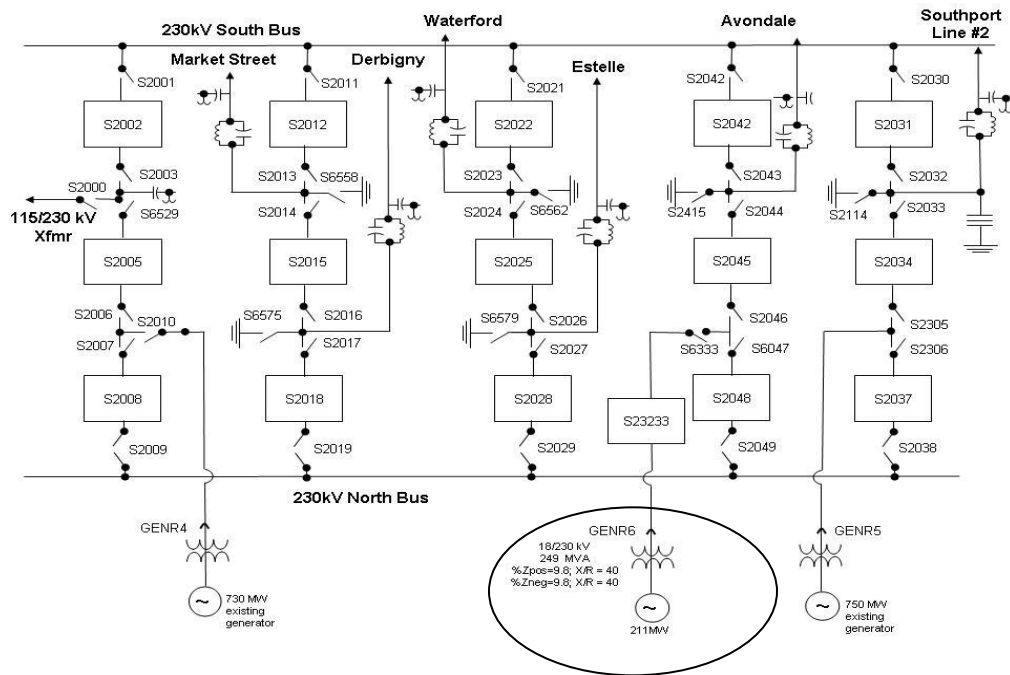 Waterford
Avondale
Southport
Line #2
230kV South Bus
Market Street
Derbigny
Estelle
S2001
S2011
S2021
S2042
S2030
S2002
S2012
S2022
S2042
S2031
S2003
S2013
S6558
S2023
S2043
S2032
S2000
S6529
S2014
S2024
S6562
S2415
S2044
S2114
S2033
115/230 kV
Xfmr
S2005
S2015
S2025
S2045
S2034
S2006
S2010
S6575
S2016
S6579
S2026
S2046
S2305
S2007
S2017
S2027
S6333
S6047
S2306
S2008
S2018
S2028
S23233
S2048
S2037
S2009
S2019
S2029
S2049
S2038
230kV North Bus
GENR4
GENR6
GENR5
18/230 kV
249 MVA
%Zpos=9.8; X/R = 40
%Zneg=9.8; X/R = 40
~
730 MW
existing
generator
~
211MW
~
750 MW
existing
generator